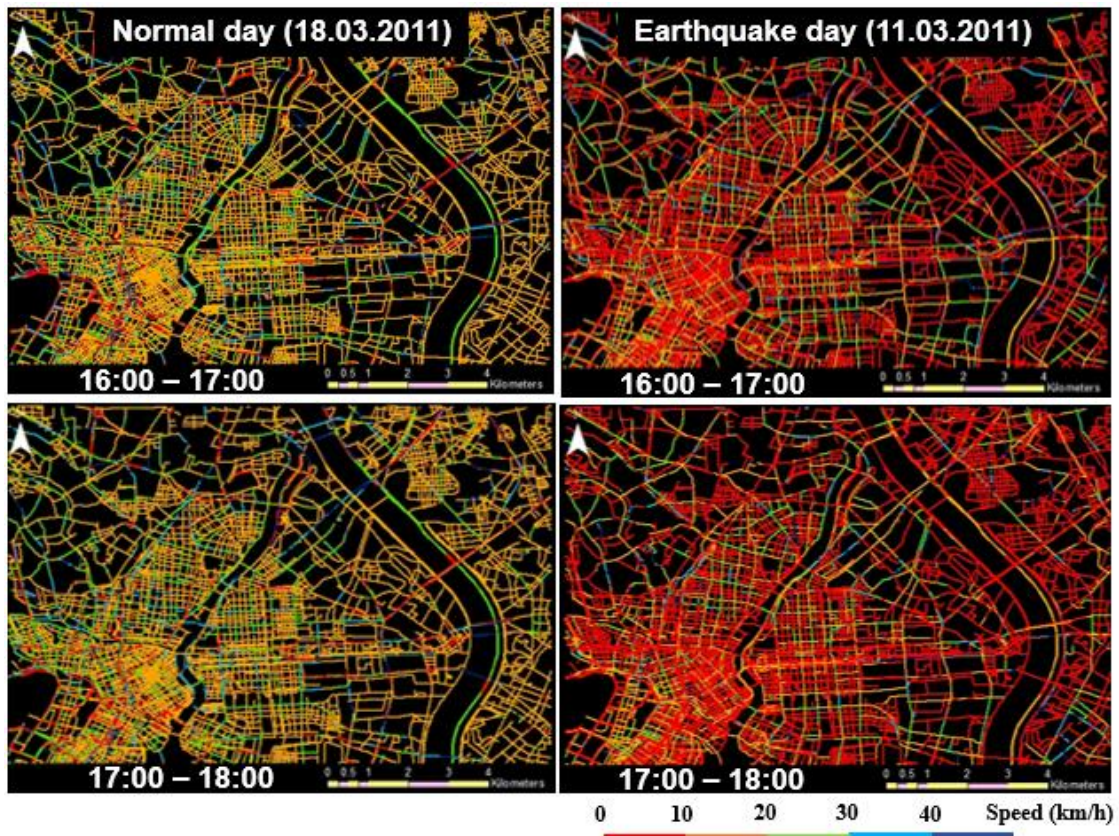 Normal day (18.03.2011)
Earthquake day (11.03.2011)
16:00 – 17:00
0 0.5 1 2 3 4
Kilometers
16:00 – 17:00
0 0.5 1 2 3 4
Kilometers
17:00 – 18:00
0 0.5 1 2 3 4
Kilometers
17:00 – 18:00
0 0.5 1 2 3 4
Kilometers
0 10 20 30 40 Speed (km/h)